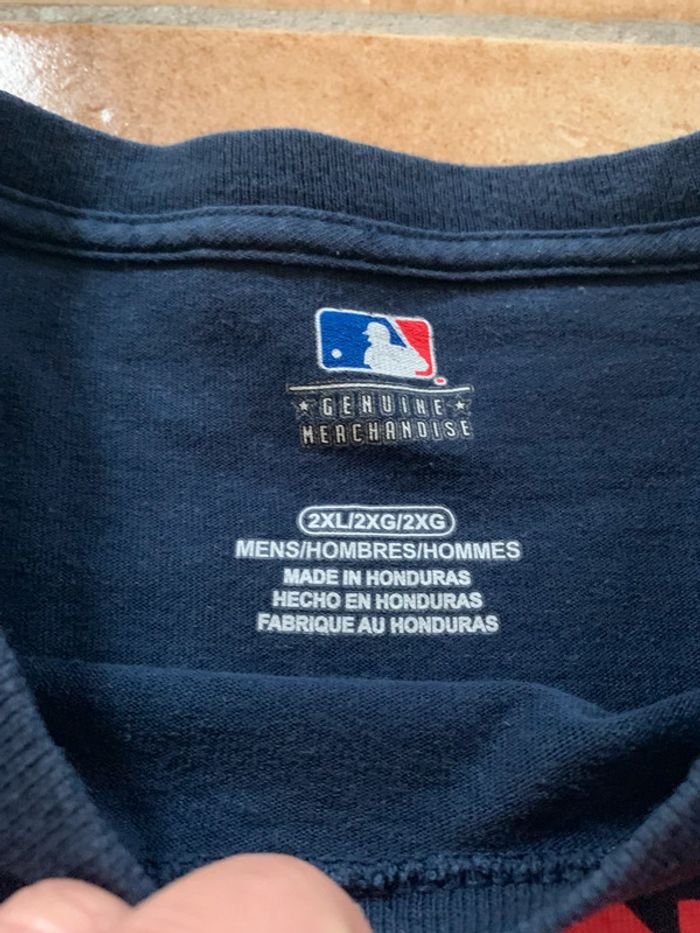 GENUINE
MERCHANDISE
2XL/2XG/2XG
MENS/HOMBRES/HOMMES
MADE IN HONDURAS
HECHO EN HONDURAS
FABRIQUE AU HONDURAS